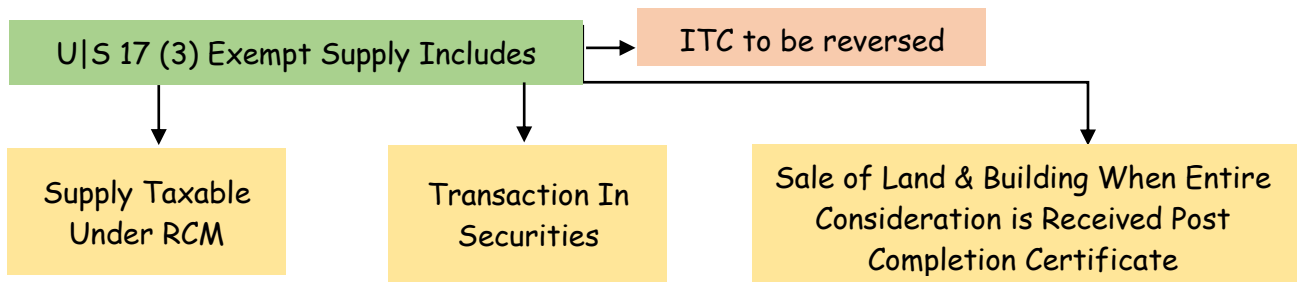 U|S 17 (3) Exempt Supply Includes
ITC to be reversed
Supply Taxable
Under RCM
Transaction In
Securities
Sale of Land & Building When Entire
Consideration is Received Post
Completion Certificate